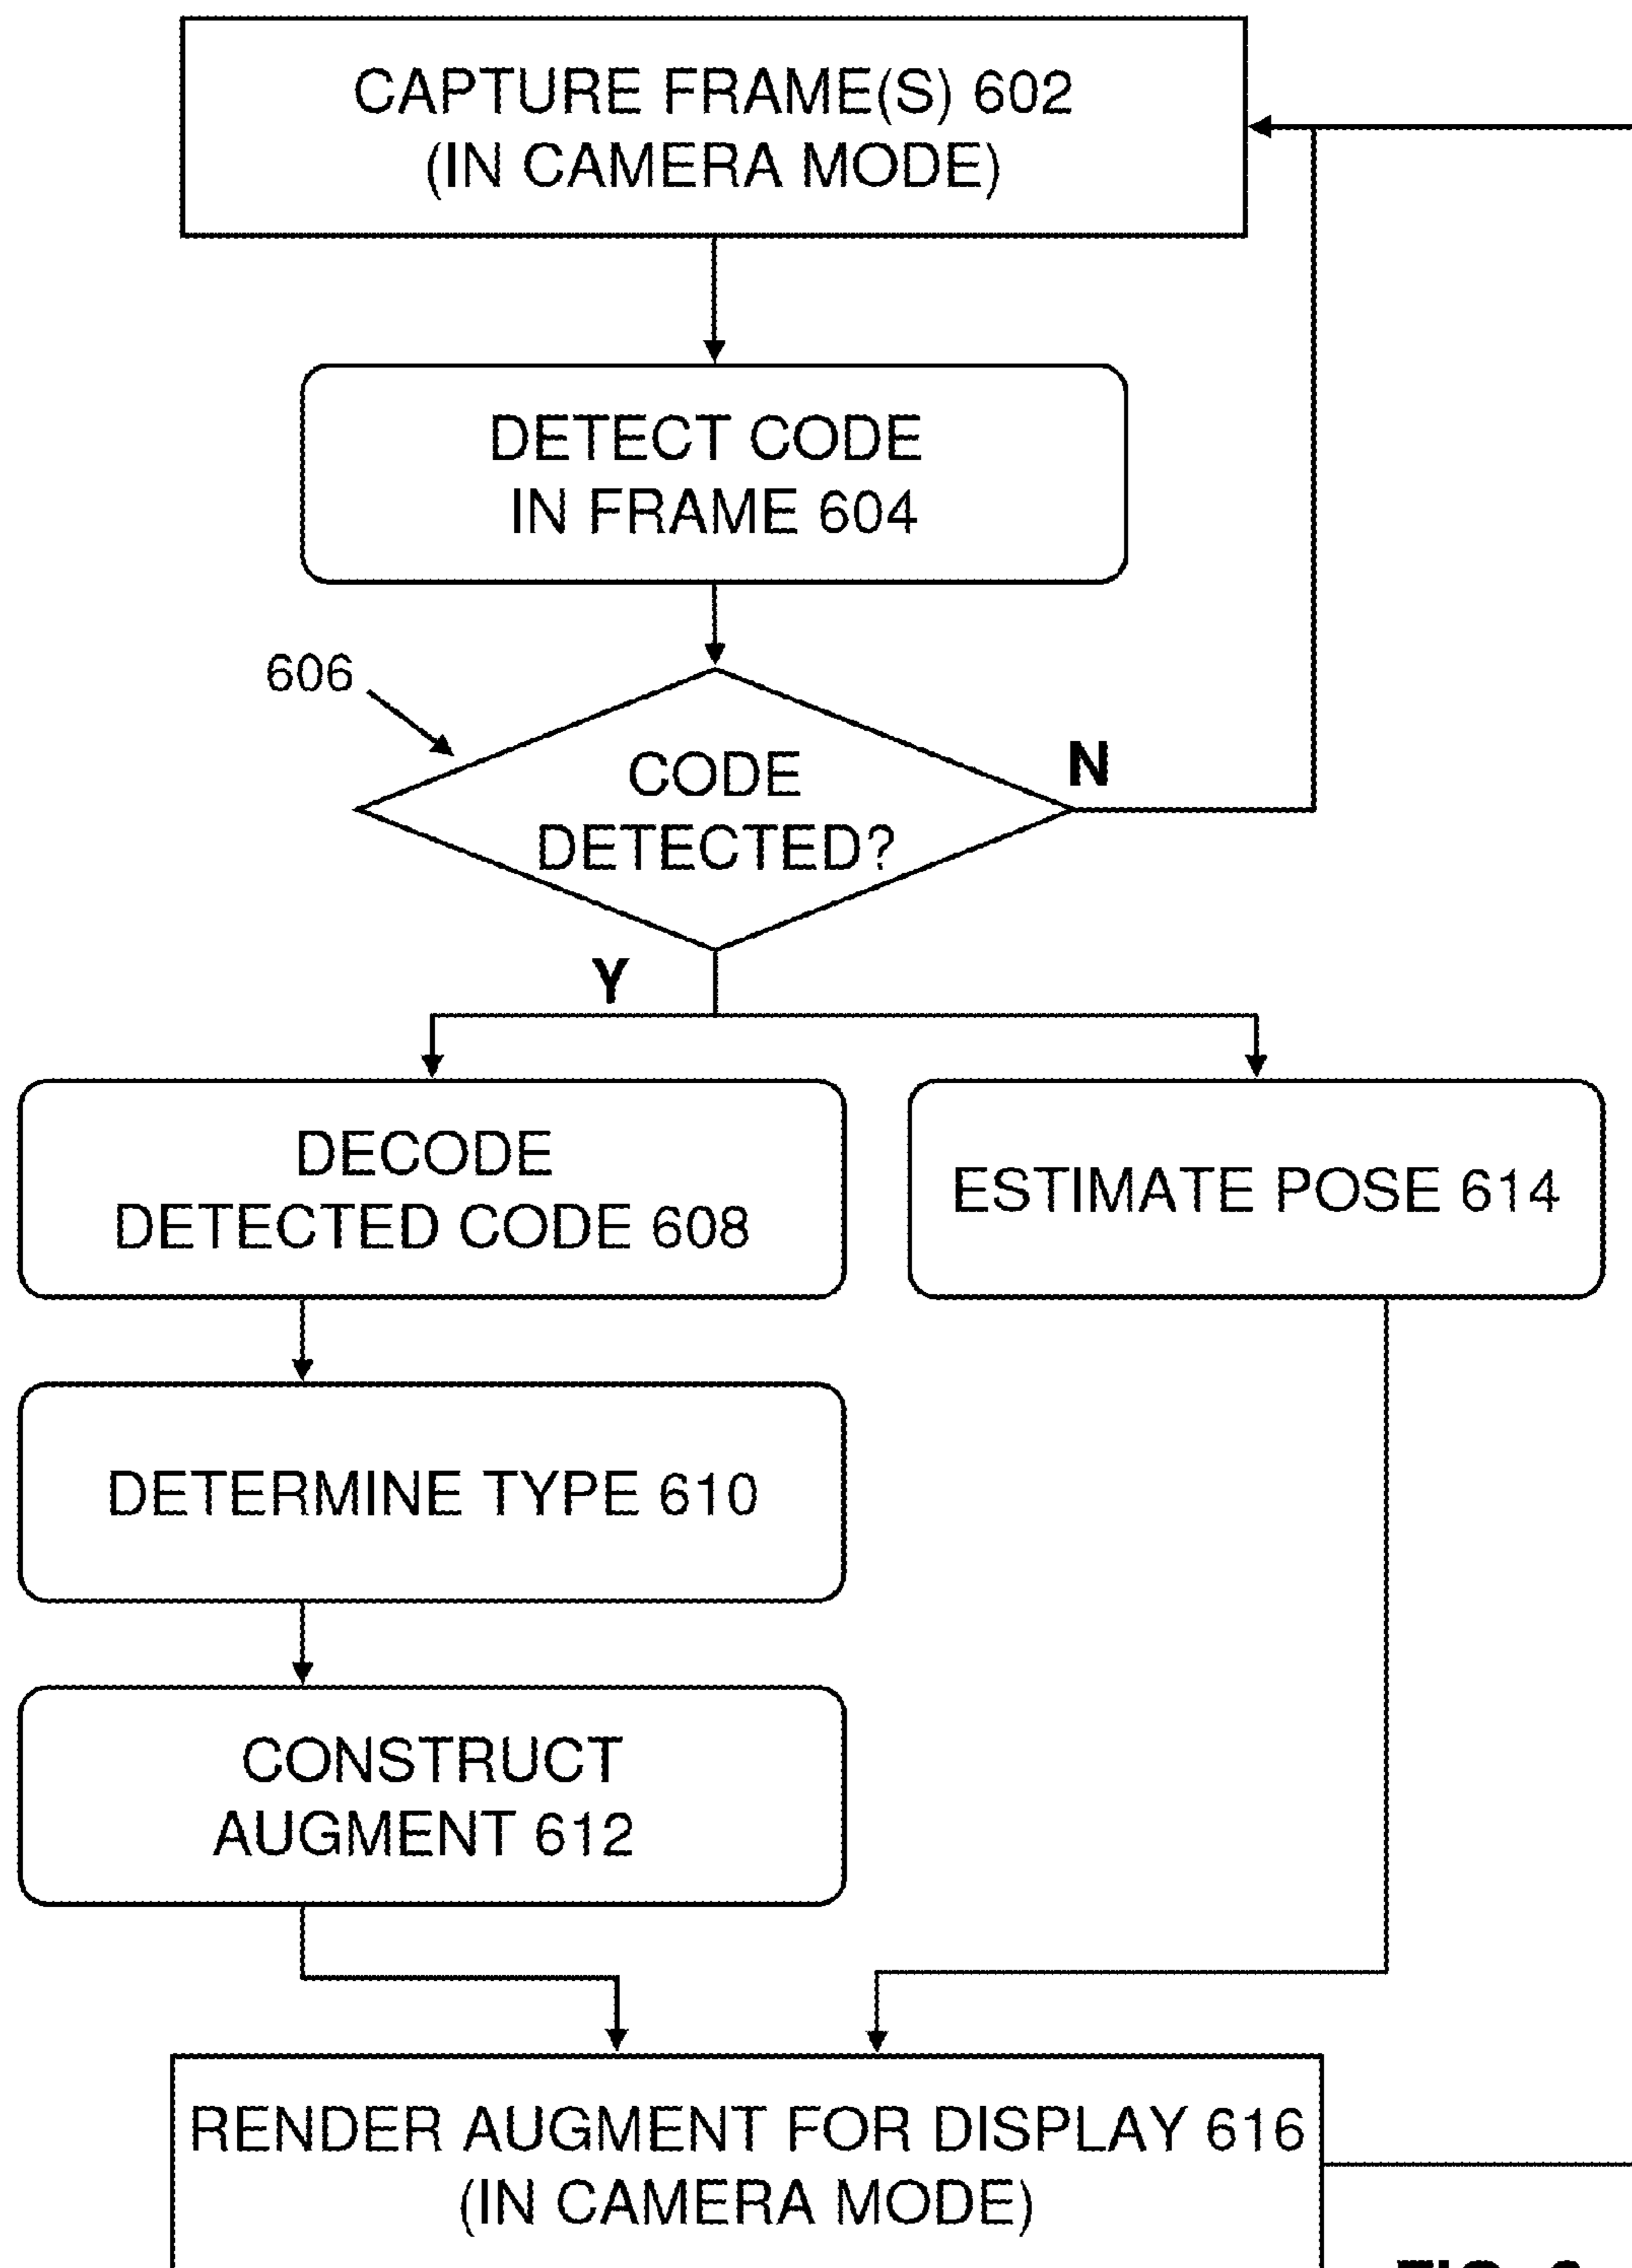 CAPTURE FRAME(S) 602
(IN CAMERA MODE)
DETECT CODE
IN FRAME 604
606
CODE
DETECTED?
N
Y
DECODE
DETECTED CODE 608
ESTIMATE POSE 614
DETERMINE TYPE 610
CONSTRUCT
AUGMENT 612
RENDER AUGMENT FOR DISPLAY 616
(IN CAMERA MODE)